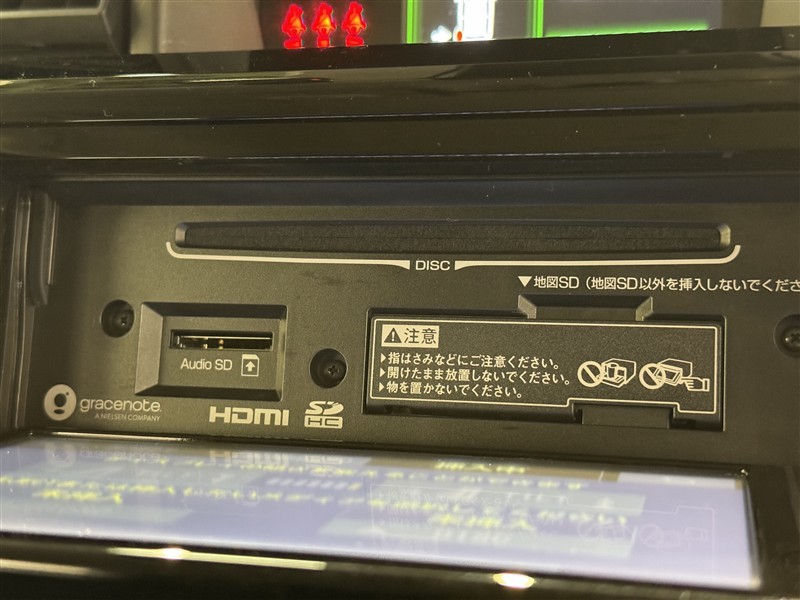 DISC
▼地図SD（地図SD以外を挿入しないでくださ
Audio SD
注意
▶指はさみなどにご注意ください。
▶開けたまま放置しないでください。
▶物を置かないでください。
gracenote.
A NIELSEN COMPANY
HDMI
SD
HC